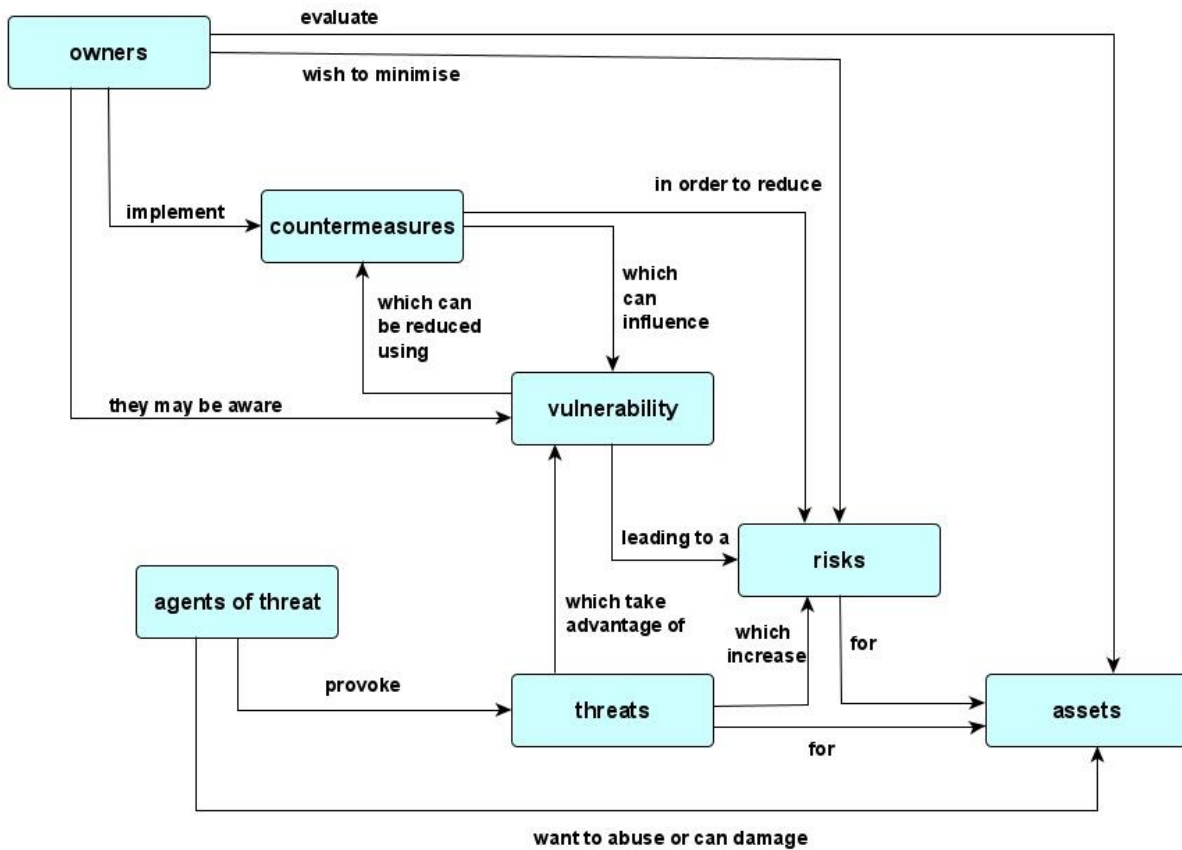 evaluate
owners
wish to minimise
in order to reduce
implement
countermeasures
which
can
influence
which can
be reduced
using
they may be aware
vulnerability
leading to a
risks
agents of threat
which take
advantage of
which
increase
for
provoke
threats
assets
for
want to abuse or can damage